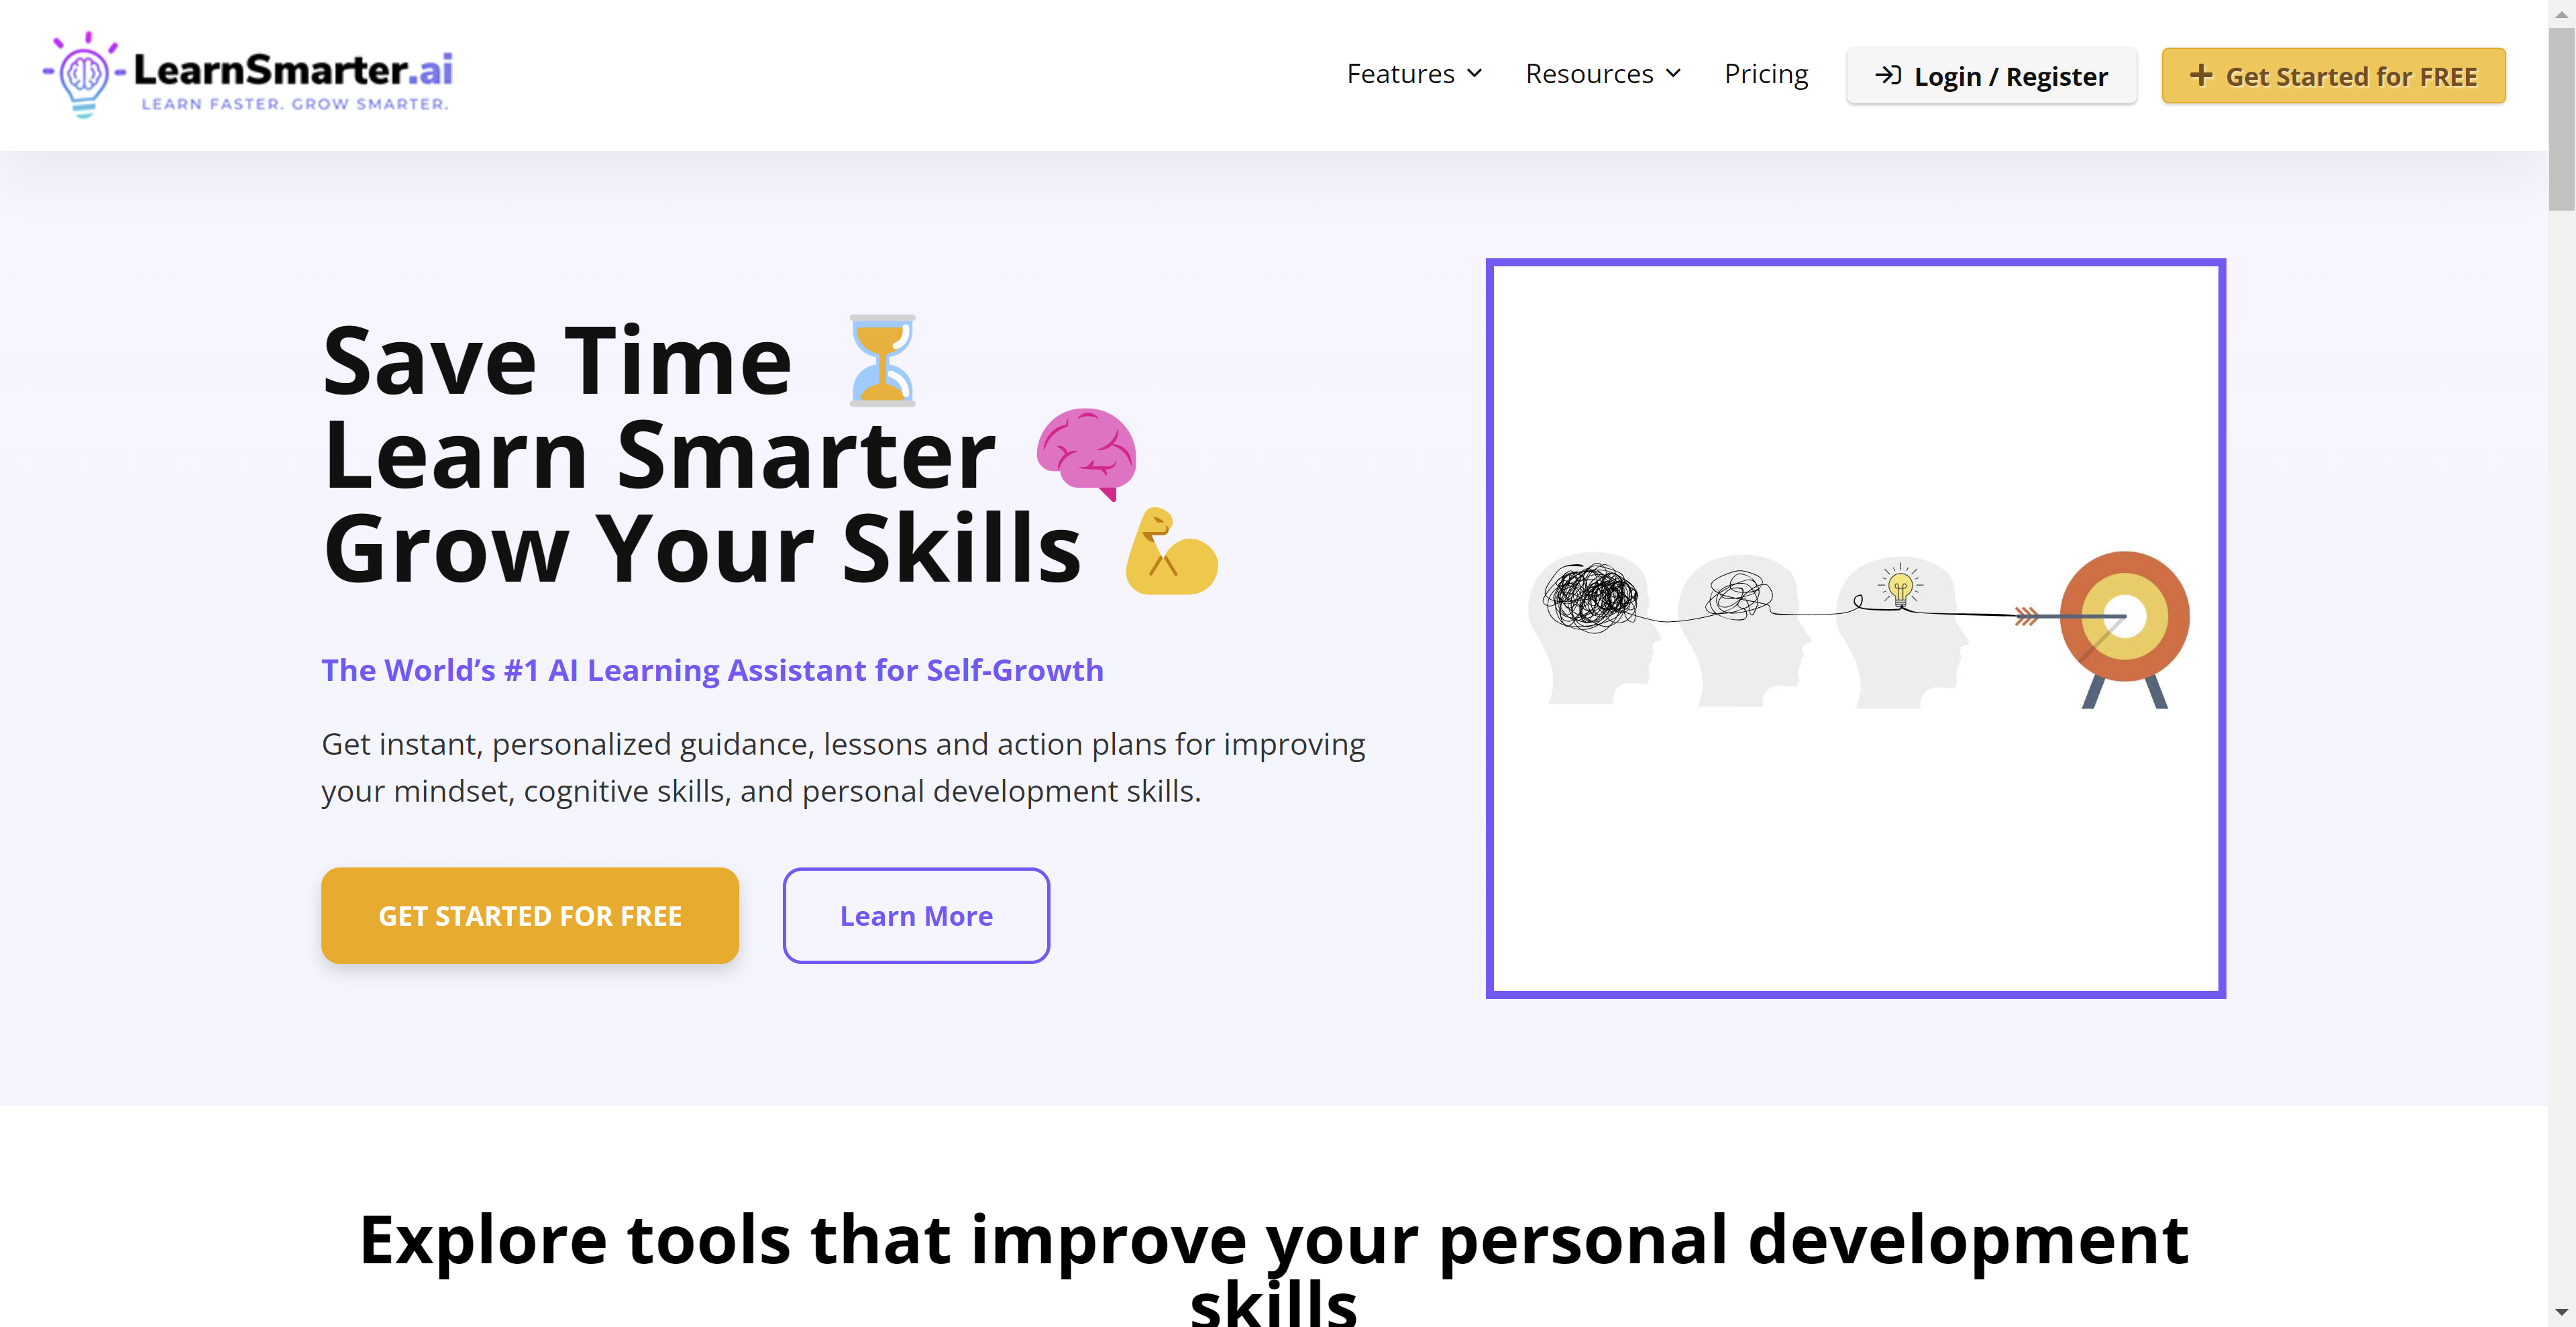 LearnSmarter.ai
LEARN FASTER. GROW SMARTER.
Features
Resources
Pricing
Login / Register
Get Started for FREE
Save Time
Learn Smarter
Grow Your Skills
The World’s #1 AI Learning Assistant for Self-Growth
Get instant, personalized guidance, lessons and action plans for improving
your mindset, cognitive skills, and personal development skills.
GET STARTED FOR FREE
Learn More
Explore tools that improve your personal development
skills